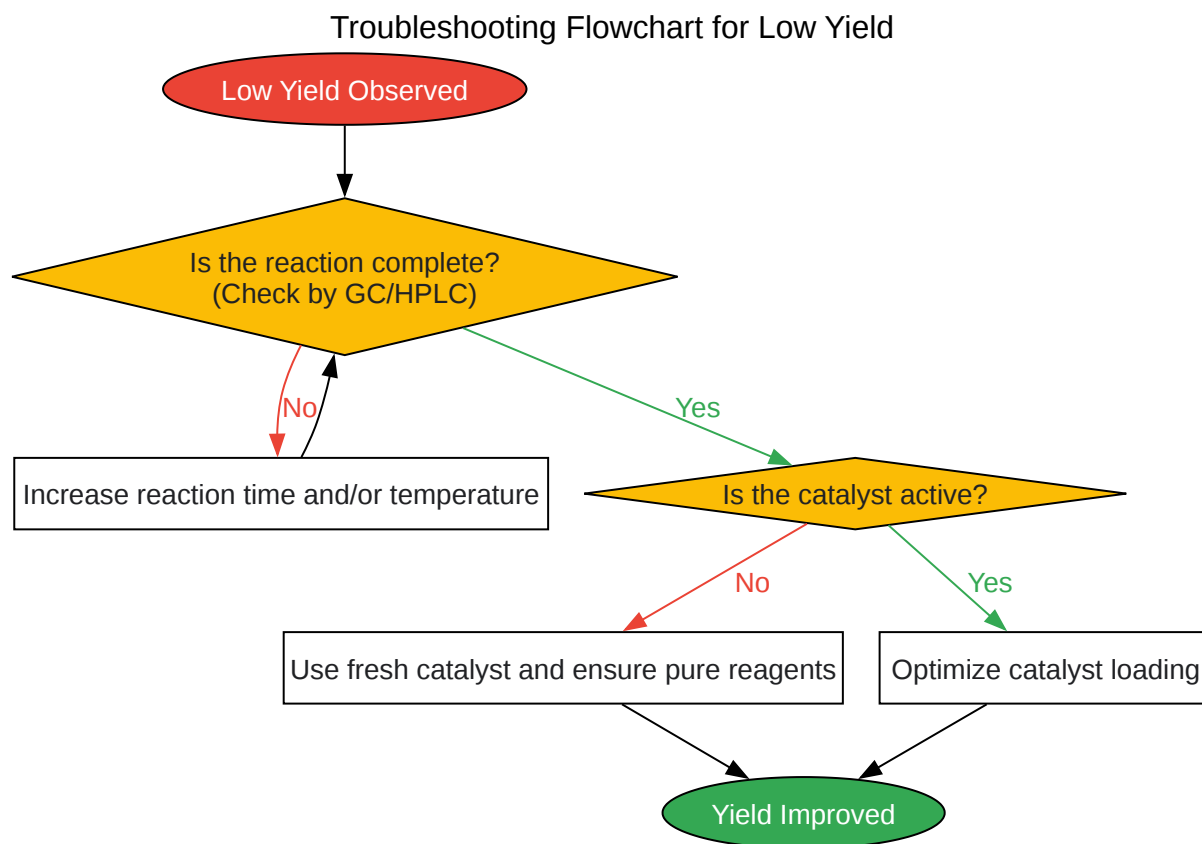 Troubleshooting Flowchart for Low Yield
Low Yield Observed
Is the reaction complete?
(Check by GC/HPLC)
No
Yes
Increase reaction time and/or temperature
Is the catalyst active?
No
Yes
Use fresh catalyst and ensure pure reagents
Optimize catalyst loading
Yield Improved